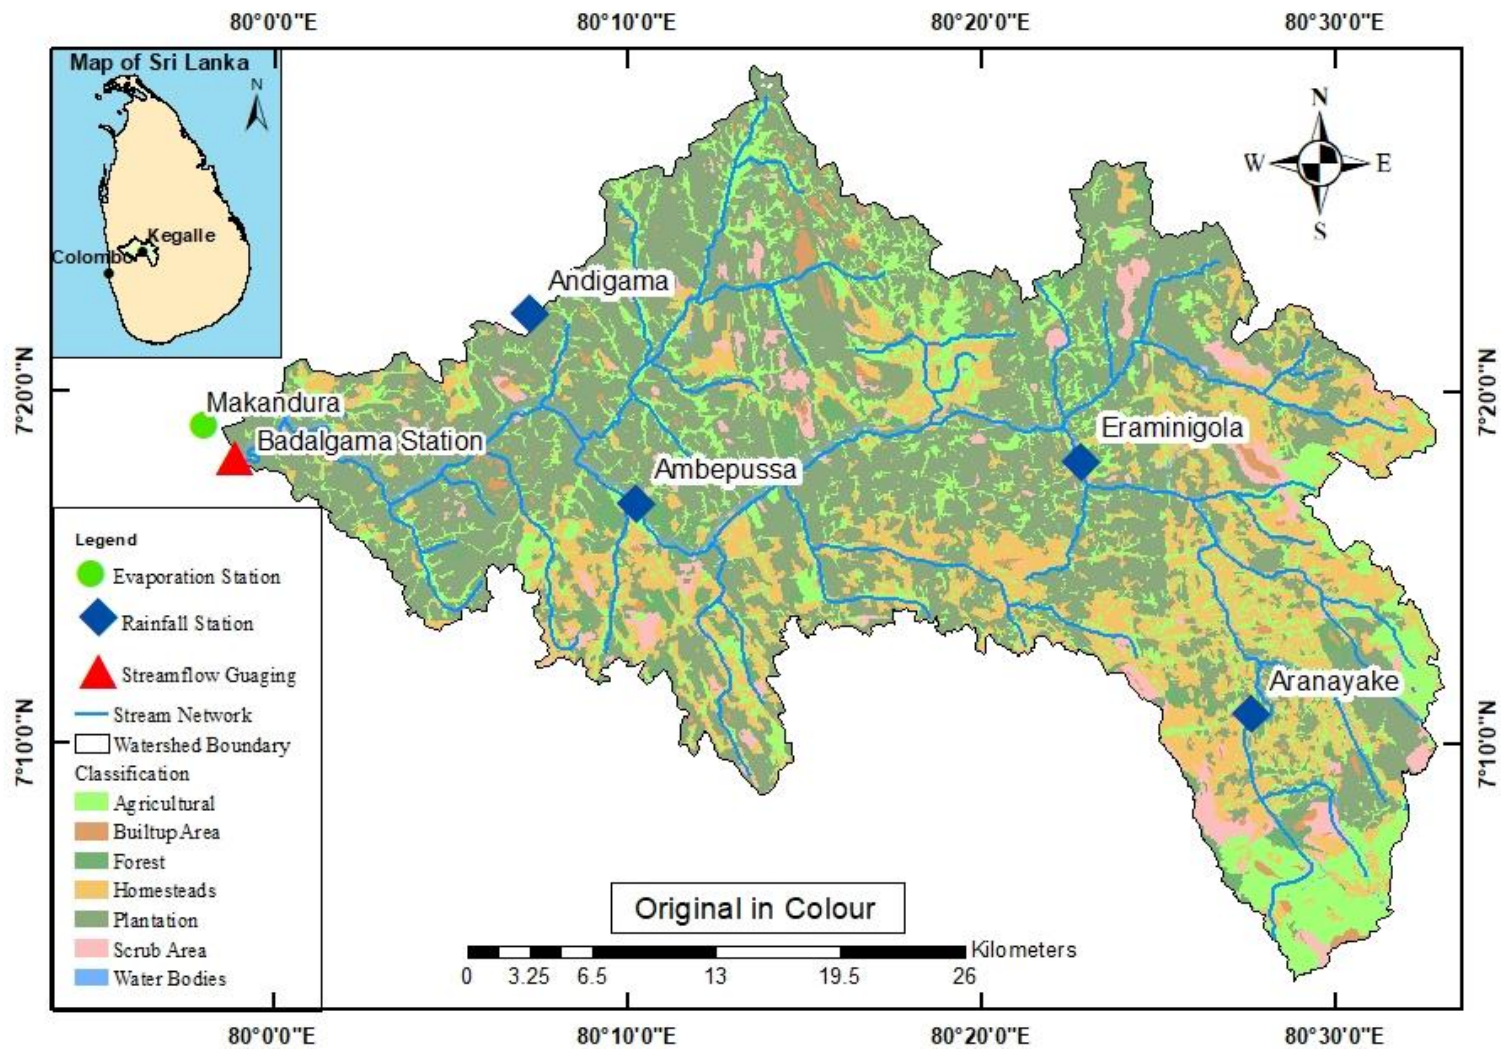 80°0'0"E 80°10'0"E 80°20'0"E 80°30'0"E
Map of Sri Lanka
N
Kegalle
Colombo
N
W E
S
7°20'0"N
7°20'0"N
7°10'0"N
7°10'0"N
Andigama
Makandura
Badalgama Station
Eraminigola
Ambepussa
Aranayake
Legend
Evaporation Station
Rainfall Station
Streamflow Guaging
Stream Network
Watershed Boundary
Classification
Agricultural
Builtup Area
Forest
Homesteads
Plantation
Scrub Area
Water Bodies
Original in Colour
Kilometers
0 3.25 6.5 13 19.5 26
80°0'0"E 80°10'0"E 80°20'0"E 80°30'0"E